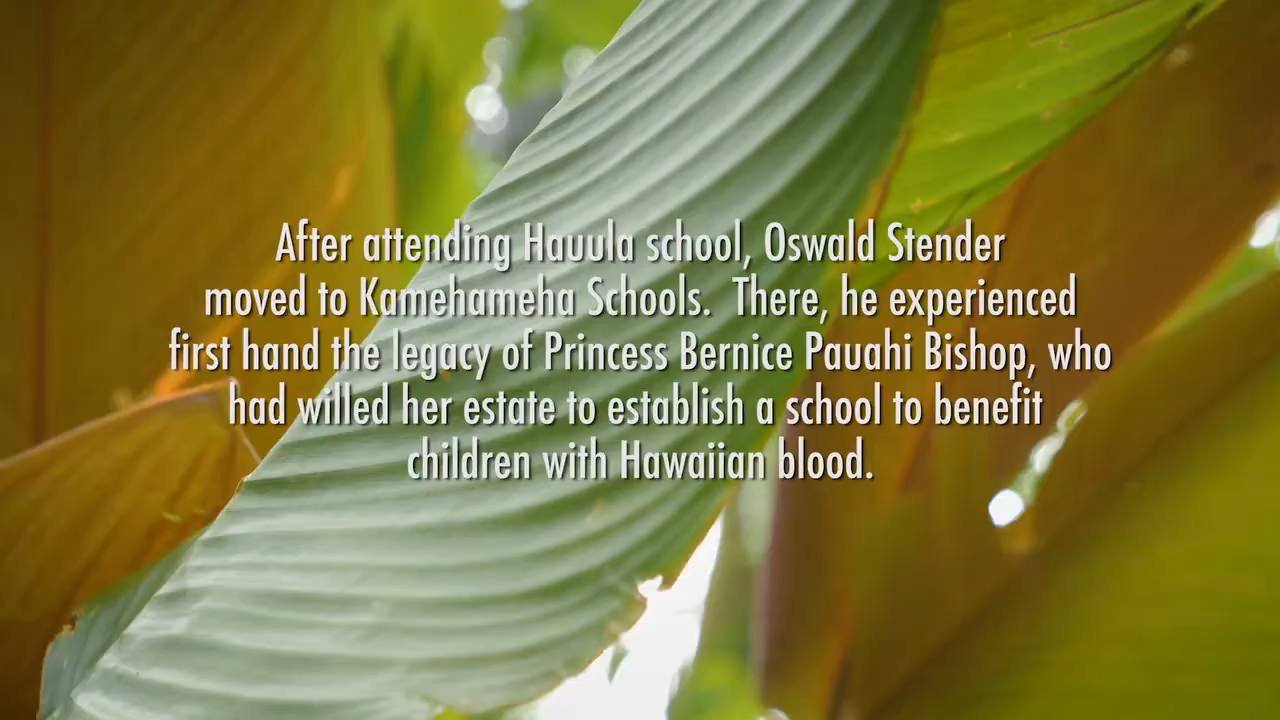 After attending Hauula school, Oswald Stender
moved to Kamehameha Schools.  There, he experienced
first hand the legacy of Princess Bernice Pauahi Bishop, who
had willed her estate to establish a school to benefit
children with Hawaiian blood.